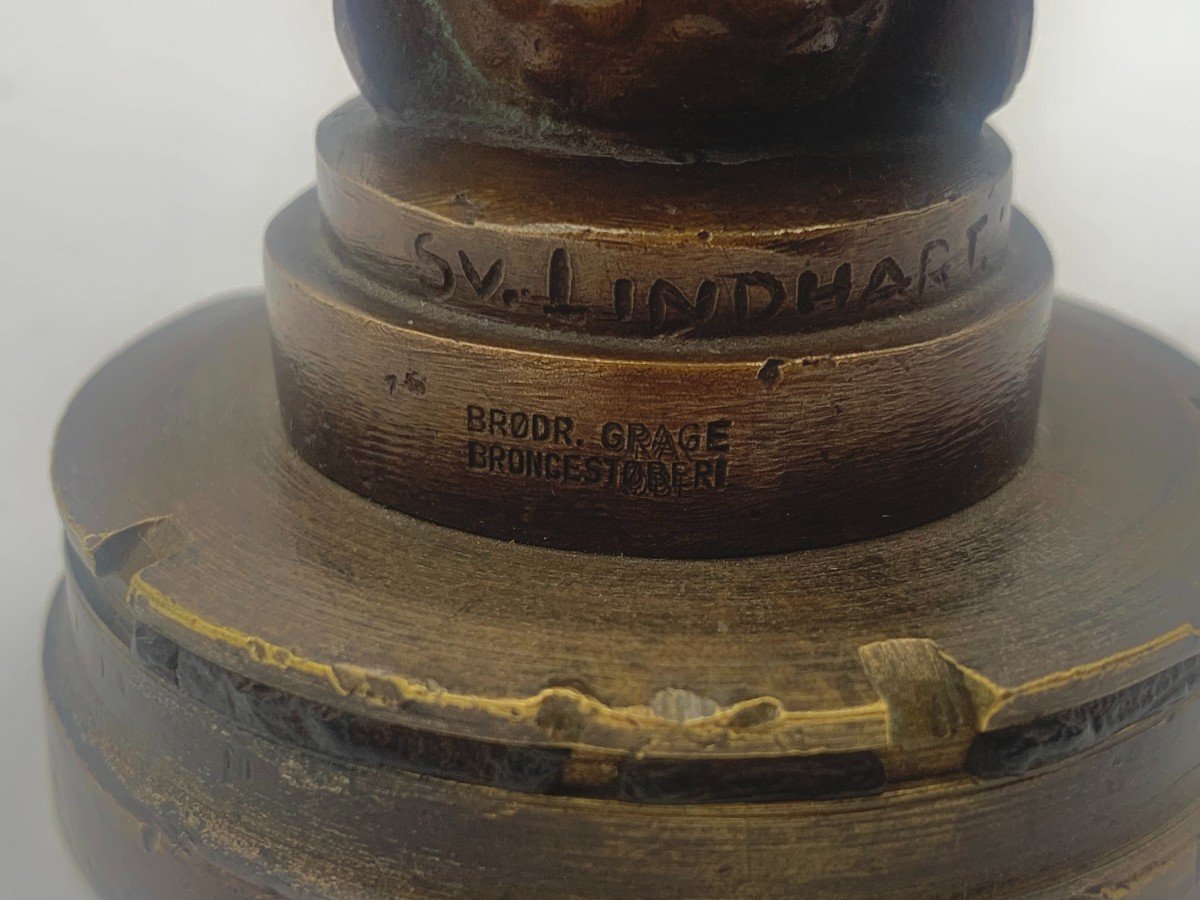 SV. LINDHART
BRØDR. GRAGE
BRONCESTØBERI